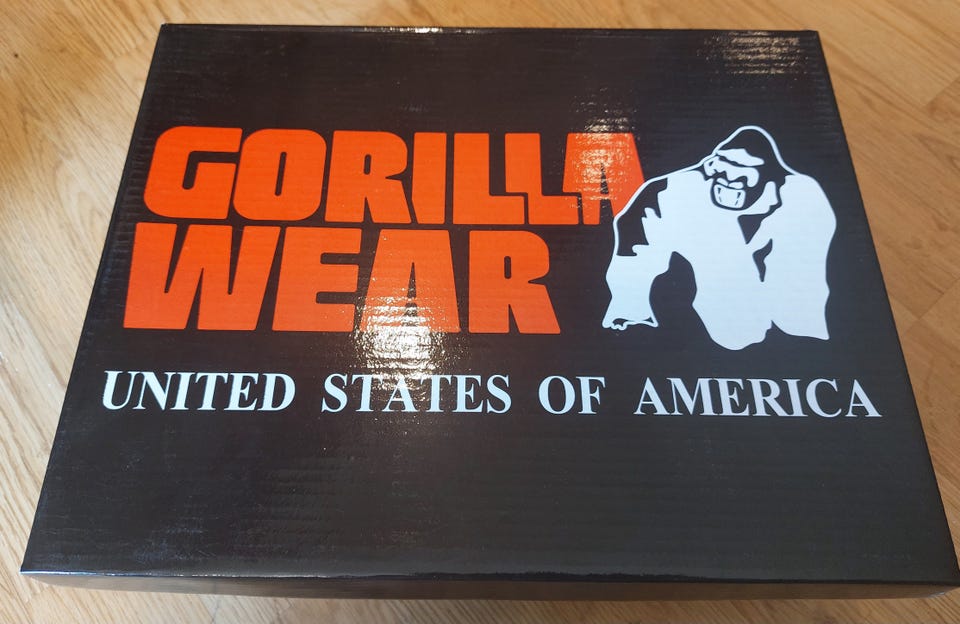 GORILLA
WEAR
UNITED STATES OF AMERICA